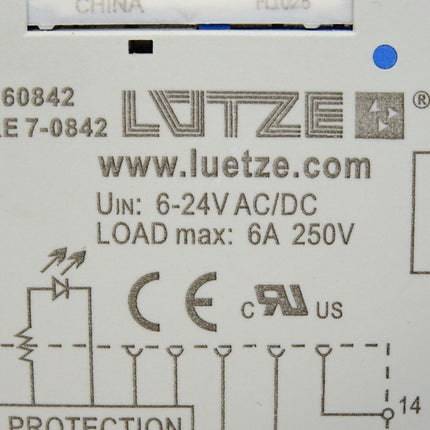 CHINA
60842 LÜTZE ®
E 7-0842
www.luetze.com
UIN: 6-24V AC/DC
LOAD max: 6A 250V
CE c RU US
14
PROTECTION